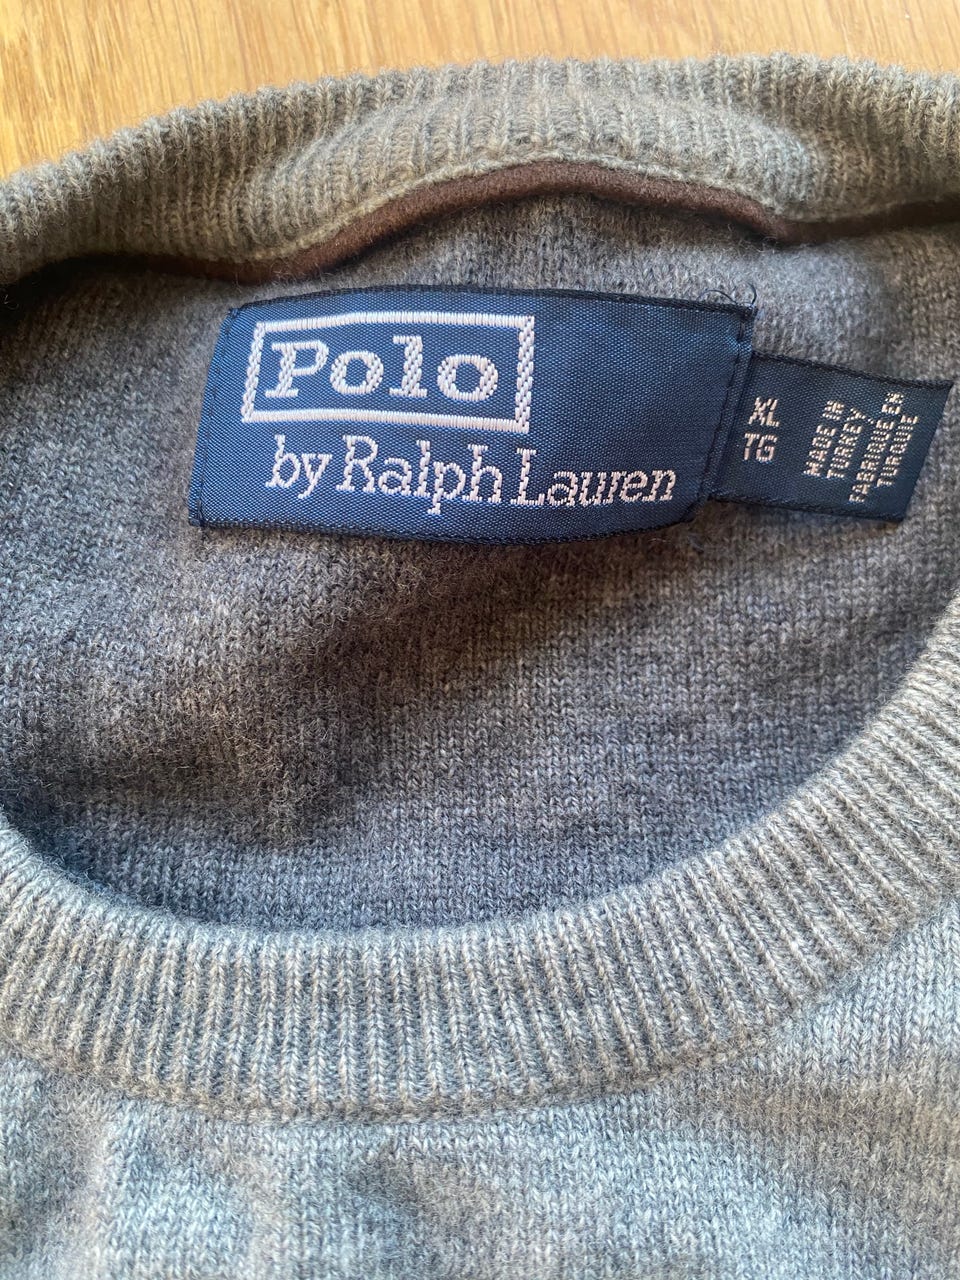 Polo
by Ralph Lauren
XL
TG
MADE IN
TURKEY
FABRIQUE EN
TURQUIE